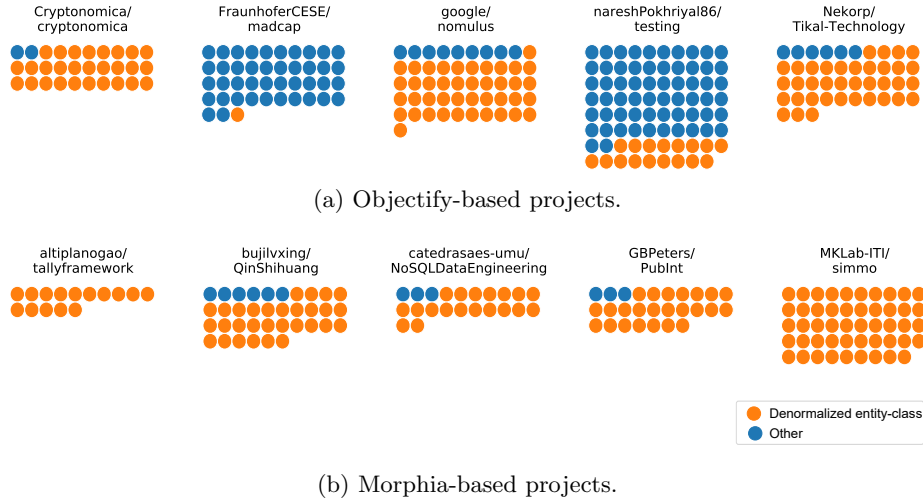 Cryptonomica/
cryptonomica
FraunhoferCESE/
madcap
google/
nomulus
nareshPokhriyal86/
testing
Nekorp/
Tikal-Technology
(a) Objectify-based projects.
altiplanogao/
tallyframework
bujilvxing/
QinShihuang
catedrasaes-umu/
NoSQLDataEngineering
GBPeters/
PubInt
MKLab-ITI/
simmo
Denormalized entity-class
Other
(b) Morphia-based projects.